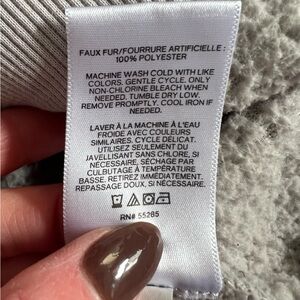 FAUX FUR/FOURRURE ARTIFICIELLE :
100% POLYESTER
MACHINE WASH COLD WITH LIKE
COLORS. GENTLE CYCLE. ONLY
NON-CHLORINE BLEACH WHEN
NEEDED. TUMBLE DRY LOW.
REMOVE PROMPTLY. COOL IRON IF
NEEDED.
LAVER À LA MACHINE À L'EAU
FROIDE AVEC COULEURS
SIMILAIRES. CYCLE DÉLICAT.
UTILISEZ SEULEMENT DU
JAVELLISANT SANS CHLORE, SI
NÉCESSAIRE. SÉCHAGE PAR
CULBUTAGE À TEMPÉRATURE
BASSE. RETIREZ IMMÉDIATEMENT.
REPASSAGE DOUX, SI NÉCESSAIRE.
RN# 55285